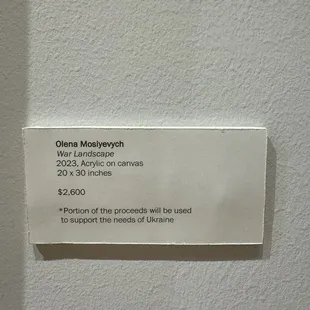 Olena Moslyevych
War Landscape
2023, Acrylic on canvas
20 x 30 inches
$2,600
*Portion of the proceeds will be used
to support the needs of Ukraine